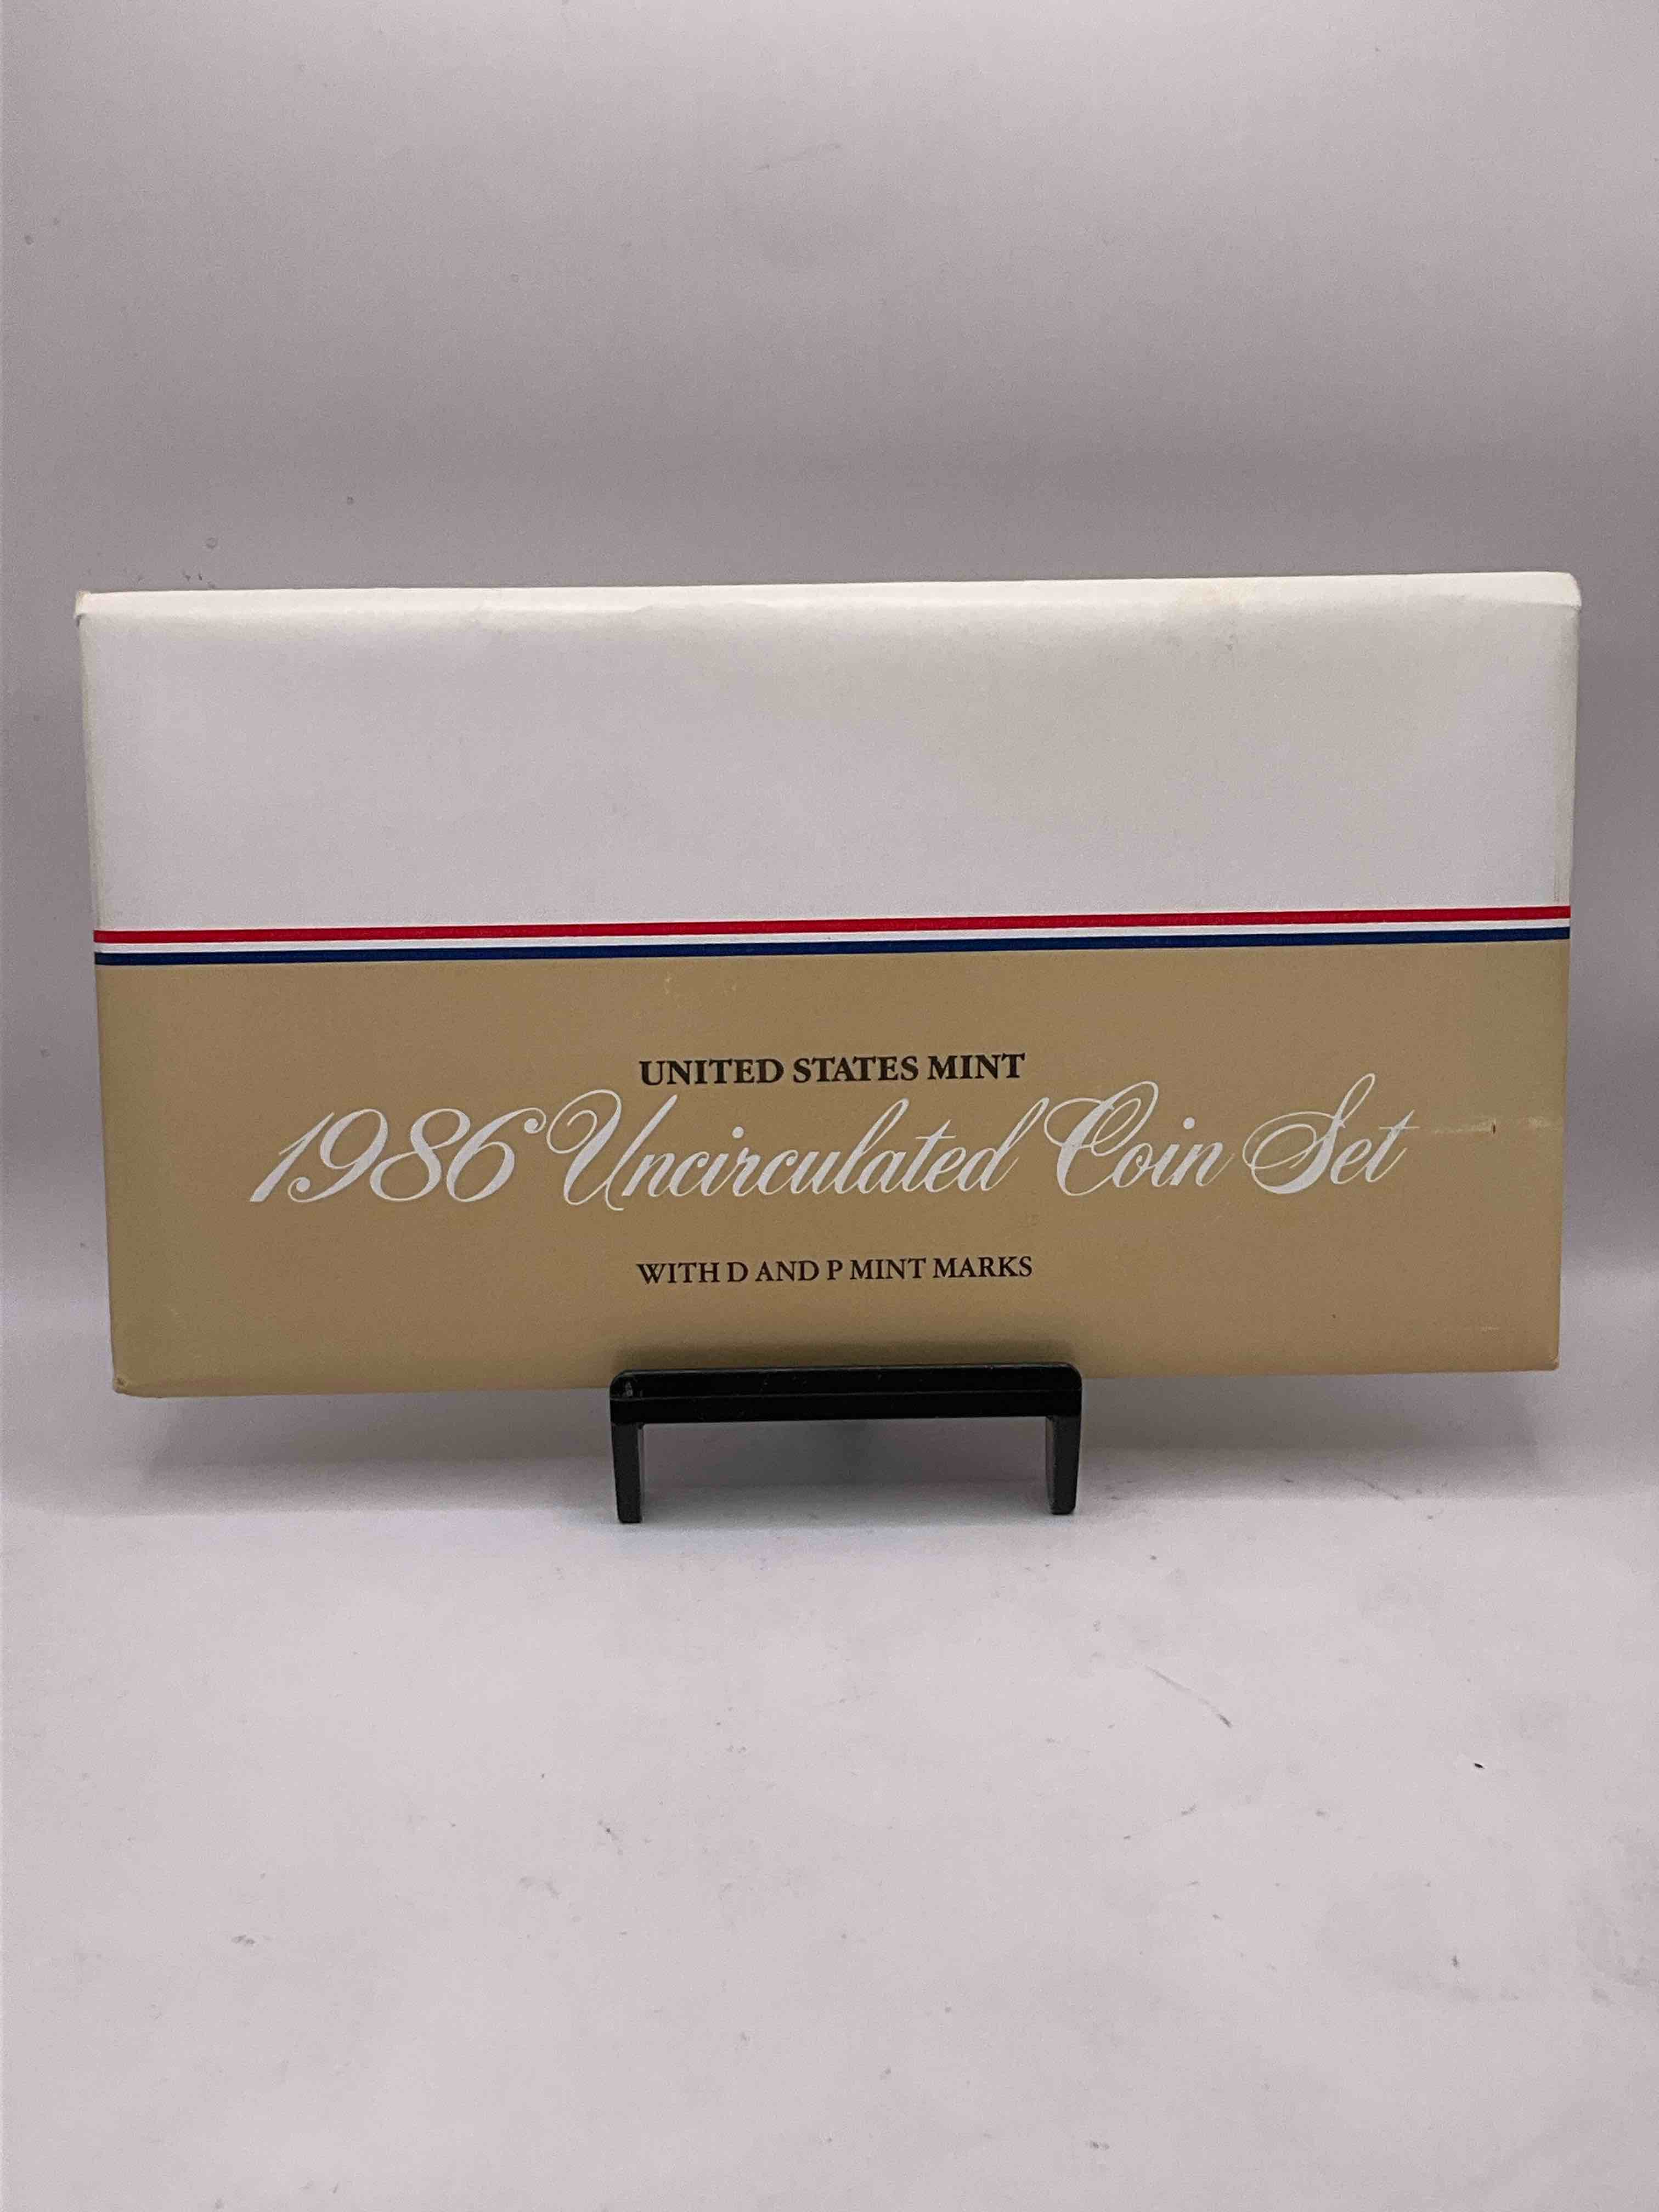 UNITED STATES MINT
1986 Uncirculated Coin Set
WITH D AND P MINT MARKS